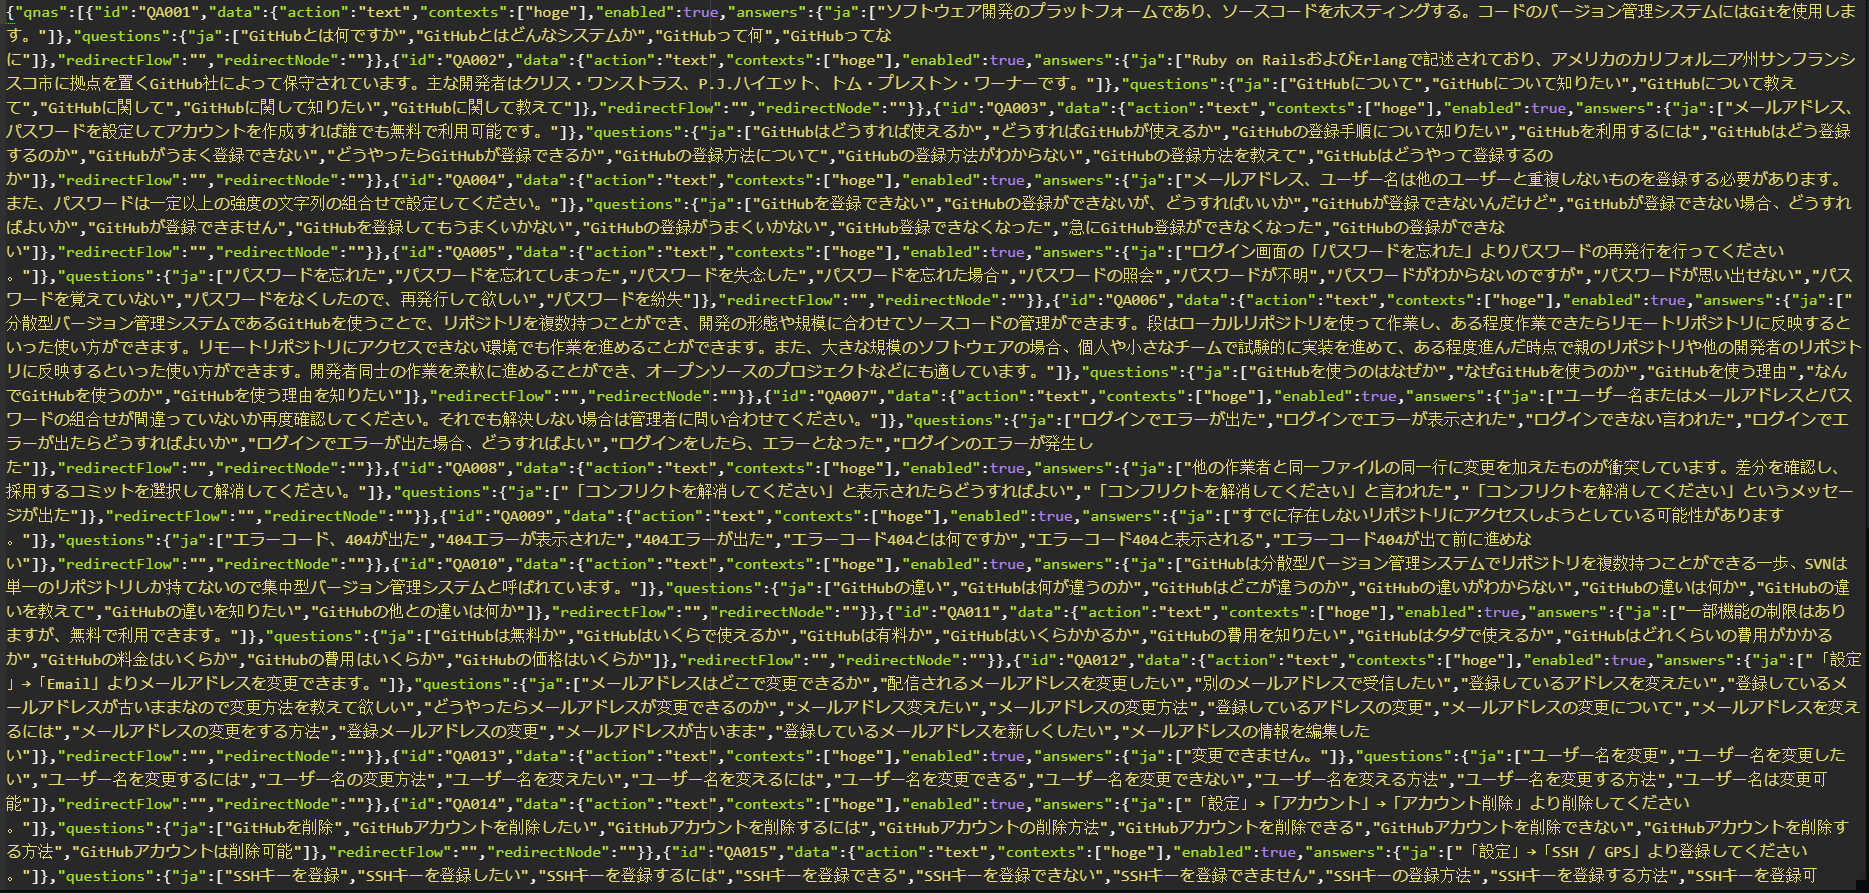 {"qnas":[{"id":"QA001","data":{"action":"text","contexts":["hoge"],"enabled":true,"answers":{"ja":["ソフトウェア開発のプラットフォームであり、ソースコードをホスティングする。コードのバージョン管理システムにはGitを使用しま
す。"]},"questions":{"ja":["GitHubとは何ですか","GitHubとはどんなシステムか","GitHubって何","GitHubってな
に"]},"redirectFlow":"","redirectNode":""}},{"id":"QA002","data":{"action":"text","contexts":["hoge"],"enabled":true,"answers":{"ja":["Ruby on RailsおよびErlangで記述されており、アメリカのカリフォルニア州サンフランシ
スコ市に拠点を置くGitHub社によって保守されています。主な開発者はクリス・ワンストラス、P.J.ハイエット、トム・プレストン・ワーナーです。"]},"questions":{"ja":["GitHubについて","GitHubについて知りたい","GitHubについて教え
て","GitHubに関して","GitHubに関して知りたい","GitHubに関して教えて"]},"redirectFlow":"","redirectNode":""}},{"id":"QA003","data":{"action":"text","contexts":["hoge"],"enabled":true,"answers":{"ja":["メールアドレス、
パスワードを設定してアカウントを作成すれば誰でも無料で利用可能です。"]},"questions":{"ja":["GitHubはどうすれば使えるか","どうすればGitHubが使えるか","GitHubの登録手順について知りたい","GitHubを利用するには","GitHubはどう登録
するのか","GitHubがうまく登録できない","どうやったらGitHubが登録できるか","GitHubの登録方法について","GitHubの登録方法がわからない","GitHubの登録方法を教えて","GitHubはどうやって登録するの
か"]},"redirectFlow":"","redirectNode":""}},{"id":"QA004","data":{"action":"text","contexts":["hoge"],"enabled":true,"answers":{"ja":["メールアドレス、ユーザー名は他のユーザーと重複しないものを登録する必要があります。
また、パスワードは一定以上の強度の文字列の組合せで設定してください。"]},"questions":{"ja":["GitHubを登録できない","GitHubの登録ができないが、どうすればいいか","GitHubが登録できないんだけど","GitHubが登録できない場合、どうすれ
ばよいか","GitHubが登録できません","GitHubを登録してもうまくいかない","GitHubの登録がうまくいかない","GitHub登録できなくなった","急にGitHub登録ができなくなった","GitHubの登録ができな
い"]},"redirectFlow":"","redirectNode":""}},{"id":"QA005","data":{"action":"text","contexts":["hoge"],"enabled":true,"answers":{"ja":["ログイン画面の「パスワードを忘れた」よりパスワードの再発行を行ってください
。"]},"questions":{"ja":["パスワードを忘れた","パスワードを忘れてしまった","パスワードを失念した","パスワードを忘れた場合","パスワードの照会","パスワードが不明","パスワードがわからないのですが","パスワードが思い出せない","パス
ワードを覚えていない","パスワードをなくしたので、再発行して欲しい","パスワードを紛失"]},"redirectFlow":"","redirectNode":""}},{"id":"QA006","data":{"action":"text","contexts":["hoge"],"enabled":true,"answers":{"ja":["
分散型バージョン管理システムであるGitHubを使うことで、リポジトリを複数持つことができ、開発の形態や規模に合わせてソースコードの管理ができます。段はローカルリポジトリを使って作業し、ある程度作業できたらリモートリポジトリに反映すると
いった使い方ができます。リモートリポジトリにアクセスできない環境でも作業を進めることができます。また、大きな規模のソフトウェアの場合、個人や小さなチームで試験的に実装を進めて、ある程度進んだ時点で親のリポジトリや他の開発者のリポジト
リに反映するといった使い方ができます。開発者同士の作業を柔軟に進めることができ、オープンソースのプロジェクトなどにも適しています。"]},"questions":{"ja":["GitHubを使うのはなぜか","なぜGitHubを使うのか","GitHubを使う理由","なん
でGitHubを使うのか","GitHubを使う理由を知りたい"]},"redirectFlow":"","redirectNode":""}},{"id":"QA007","data":{"action":"text","contexts":["hoge"],"enabled":true,"answers":{"ja":["ユーザー名またはメールアドレスとパス
ワードの組合せが間違っていないか再度確認してください。それでも解決しない場合は管理者に問い合わせてください。"]},"questions":{"ja":["ログインでエラーが出た","ログインでエラーが表示された","ログインできない言われた","ログインでエ
ラーが出たらどうすればよいか","ログインでエラーが出た場合、どうすればよい","ログインをしたら、エラーとなった","ログインのエラーが発生し
た"]},"redirectFlow":"","redirectNode":""}},{"id":"QA008","data":{"action":"text","contexts":["hoge"],"enabled":true,"answers":{"ja":["他の作業者と同一ファイルの同一行に変更を加えたものが衝突しています。差分を確認し、
採用するコミットを選択して解消してください。"]},"questions":{"ja":["「コンフリクトを解消してください」と表示されたらどうすればよい","「コンフリクトを解消してください」と言われた","「コンフリクトを解消してください」というメッセー
ジが出た"]},"redirectFlow":"","redirectNode":""}},{"id":"QA009","data":{"action":"text","contexts":["hoge"],"enabled":true,"answers":{"ja":["すでに存在しないリポジトリにアクセスしようとしている可能性があります
。"]},"questions":{"ja":["エラーコード、404が出た","404エラーが表示された","404エラーが出た","エラーコード404とは何ですか","エラーコード404と表示される","エラーコード404が出て前に進めな
い"]},"redirectFlow":"","redirectNode":""}},{"id":"QA010","data":{"action":"text","contexts":["hoge"],"enabled":true,"answers":{"ja":["GitHubは分散型バージョン管理システムでリポジトリを複数持つことができる一歩、SVNは
単一のリポジトリしか持てないので集中型バージョン管理システムと呼ばれています。"]},"questions":{"ja":["GitHubの違い","GitHubは何が違うのか","GitHubはどこが違うのか","GitHubの違いがわからない","GitHubの違いは何か","GitHubの違
いを教えて","GitHubの違いを知りたい","GitHubの他との違いは何か"]},"redirectFlow":"","redirectNode":""}},{"id":"QA011","data":{"action":"text","contexts":["hoge"],"enabled":true,"answers":{"ja":["一部機能の制限はあり
ますが、無料で利用できます。"]},"questions":{"ja":["GitHubは無料か","GitHubはいくらで使えるか","GitHubは有料か","GitHubはいくらかかるか","GitHubの費用を知りたい","GitHubはタダで使えるか","GitHubはどれくらいの費用がかかる
か","GitHubの料金はいくらか","GitHubの費用はいくらか","GitHubの価格はいくらか"]},"redirectFlow":"","redirectNode":""}},{"id":"QA012","data":{"action":"text","contexts":["hoge"],"enabled":true,"answers":{"ja":["「設定
」→「Email」よりメールアドレスを変更できます。"]},"questions":{"ja":["メールアドレスはどこで変更できるか","配信されるメールアドレスを変更したい","別のメールアドレスで受信したい","登録しているアドレスを変えたい","登録しているメ
ールアドレスが古いままなので変更方法を教えて欲しい","どうやったらメールアドレスが変更できるのか","メールアドレス変えたい","メールアドレスの変更方法","登録しているアドレスの変更","メールアドレスの変更について","メールアドレスを変え
るには","メールアドレスの変更をする方法","登録メールアドレスの変更","メールアドレスが古いまま","登録しているメールアドレスを新しくしたい","メールアドレスの情報を編集した
い"]},"redirectFlow":"","redirectNode":""}},{"id":"QA013","data":{"action":"text","contexts":["hoge"],"enabled":true,"answers":{"ja":["変更できません。"]},"questions":{"ja":["ユーザー名を変更","ユーザー名を変更した
い","ユーザー名を変更するには","ユーザー名の変更方法","ユーザー名を変えたい","ユーザー名を変えるには","ユーザー名を変更できる","ユーザー名を変更できない","ユーザー名を変える方法","ユーザー名を変更する方法","ユーザー名は変更可
能"]},"redirectFlow":"","redirectNode":""}},{"id":"QA014","data":{"action":"text","contexts":["hoge"],"enabled":true,"answers":{"ja":["「設定」→「アカウント」→「アカウント削除」より削除してください
。"]},"questions":{"ja":["GitHubを削除","GitHubアカウントを削除したい","GitHubアカウントを削除するには","GitHubアカウントの削除方法","GitHubアカウントを削除できる","GitHubアカウントを削除できない","GitHubアカウントを削除す
る方法","GitHubアカウントは削除可能"]},"redirectFlow":"","redirectNode":""}},{"id":"QA015","data":{"action":"text","contexts":["hoge"],"enabled":true,"answers":{"ja":["「設定」→「SSH / GPS」より登録してください
。"]},"questions":{"ja":["SSHキーを登録","SSHキーを登録したい","SSHキーを登録するには","SSHキーを登録できる","SSHキーを登録できない","SSHキーを登録できません","SSHキーの登録方法","SSHキーを登録する方法","SSHキーを登録可